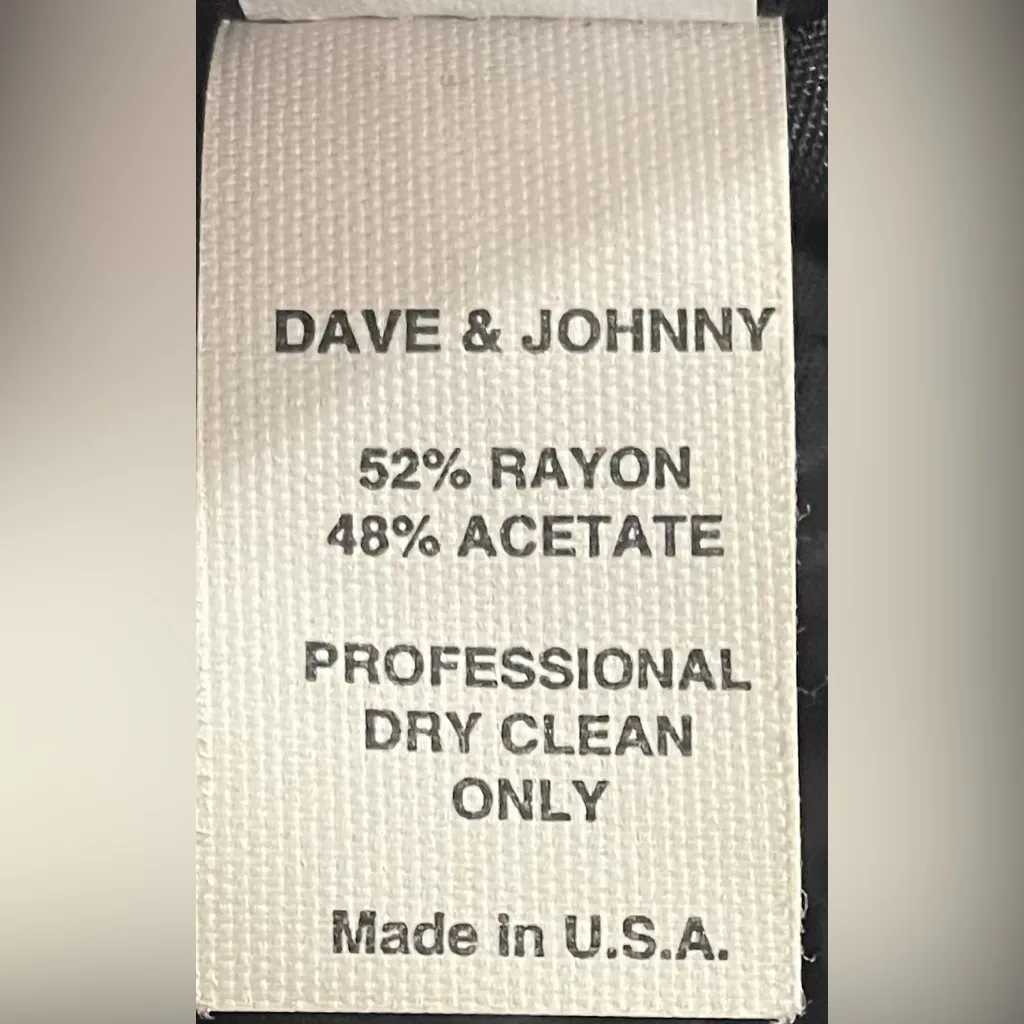 DAVE & JOHNNY
52% RAYON
48% ACETATE
PROFESSIONAL
DRY CLEAN
ONLY
Made in U.S.A.